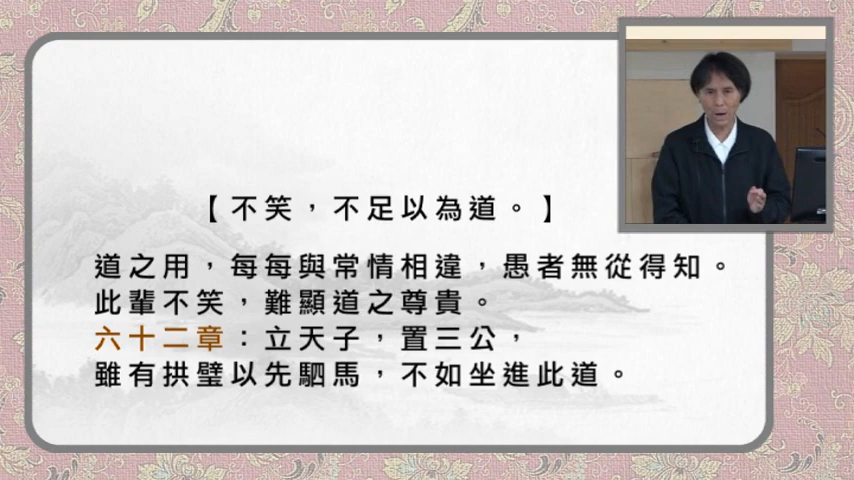 【不笑，不足以為道。】
道之用，每每與常情相違，愚者無從得知。
此輩不笑，難顯道之尊貴。
六十二章：立天子，置三公，
雖有拱璧以先駟馬，不如坐進此道。